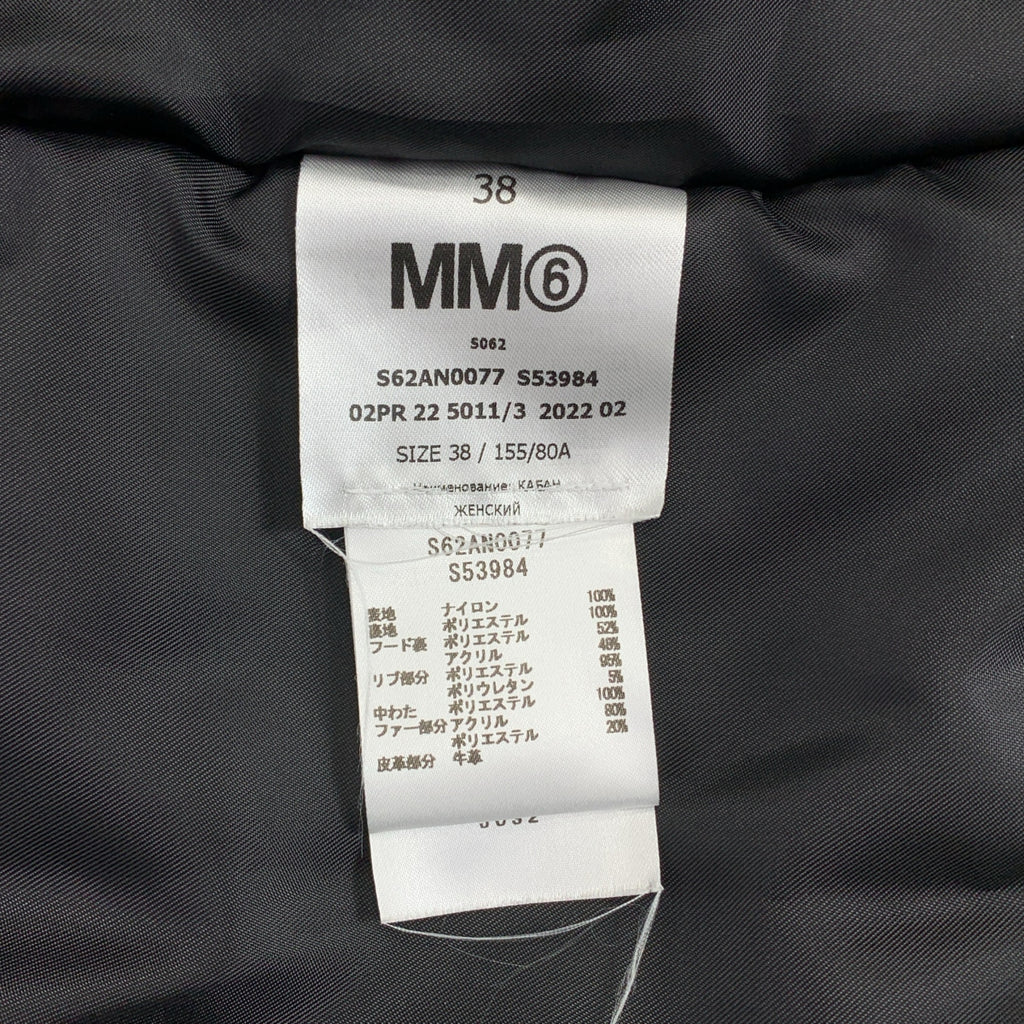 38
MM⑥
S062
S62AN0077 S53984
02PR 22 5011/3 2022 02
SIZE 38 / 155/80A
Наименование: КАБАН
ЖЕНСКИЙ
S62AN0077
S53984
表地 ナイロン 100%
裏地 ポリエステル 100%
フード裏 ポリエステル 52%
アクリル 48%
リブ部分 ポリエステル 95%
ポリウレタン 5%
中わた ポリエステル 100%
ファー部分 アクリル 80%
ポリエステル 20%
皮革部分 牛革